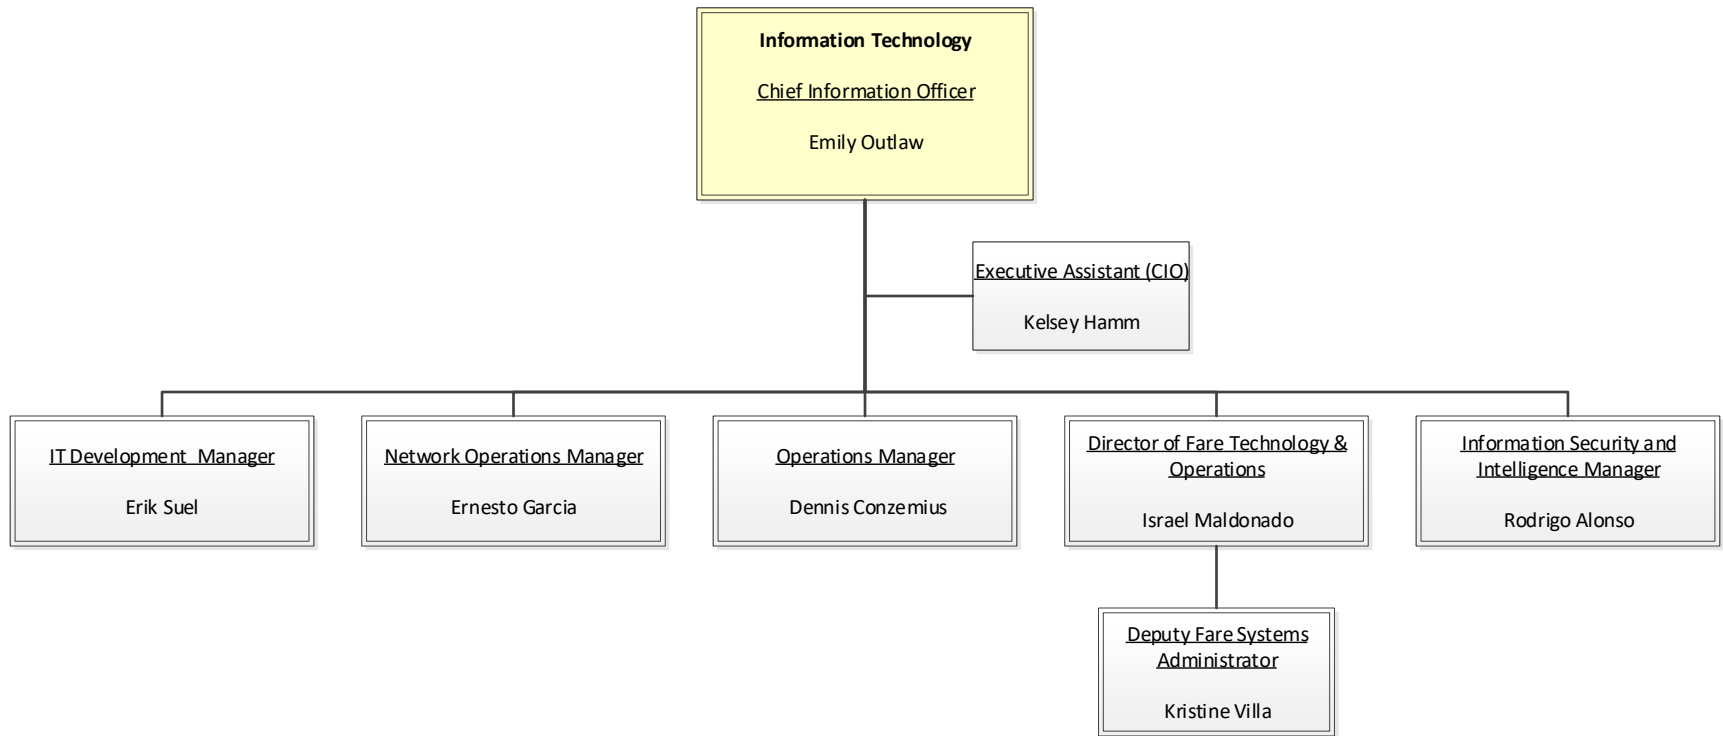 Information Technology
Chief Information Officer
Emily Outlaw
Executive Assistant (CIO)
Kelsey Hamm
IT Development Manager
Erik Suel
Network Operations Manager
Ernesto Garcia
Operations Manager
Dennis Conzemius
Director of Fare Technology &
Operations
Israel Maldonado
Information Security and
Intelligence Manager
Rodrigo Alonso
Deputy Fare Systems
Administrator
Kristine Villa